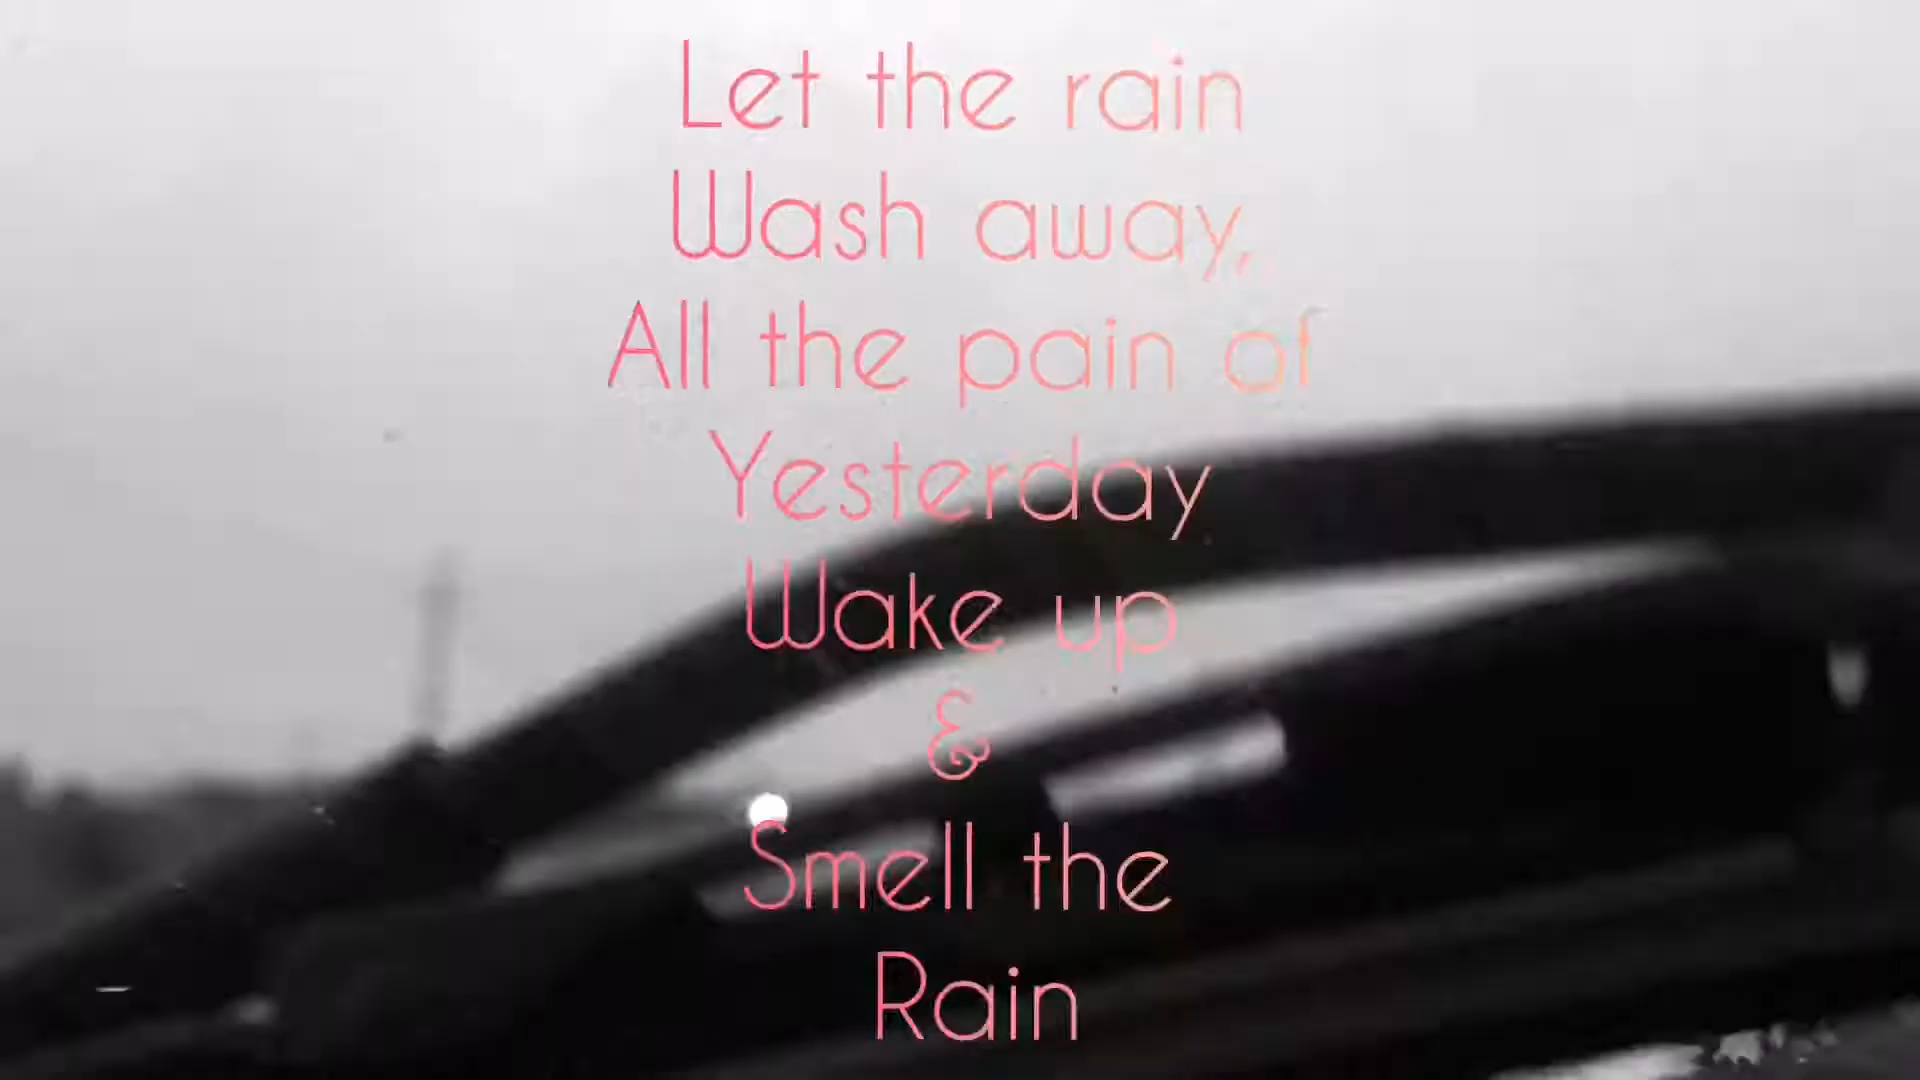 Let the rain
Wash away,
All the pain of
Yesterday
Wake up
&
Smell the
Rain